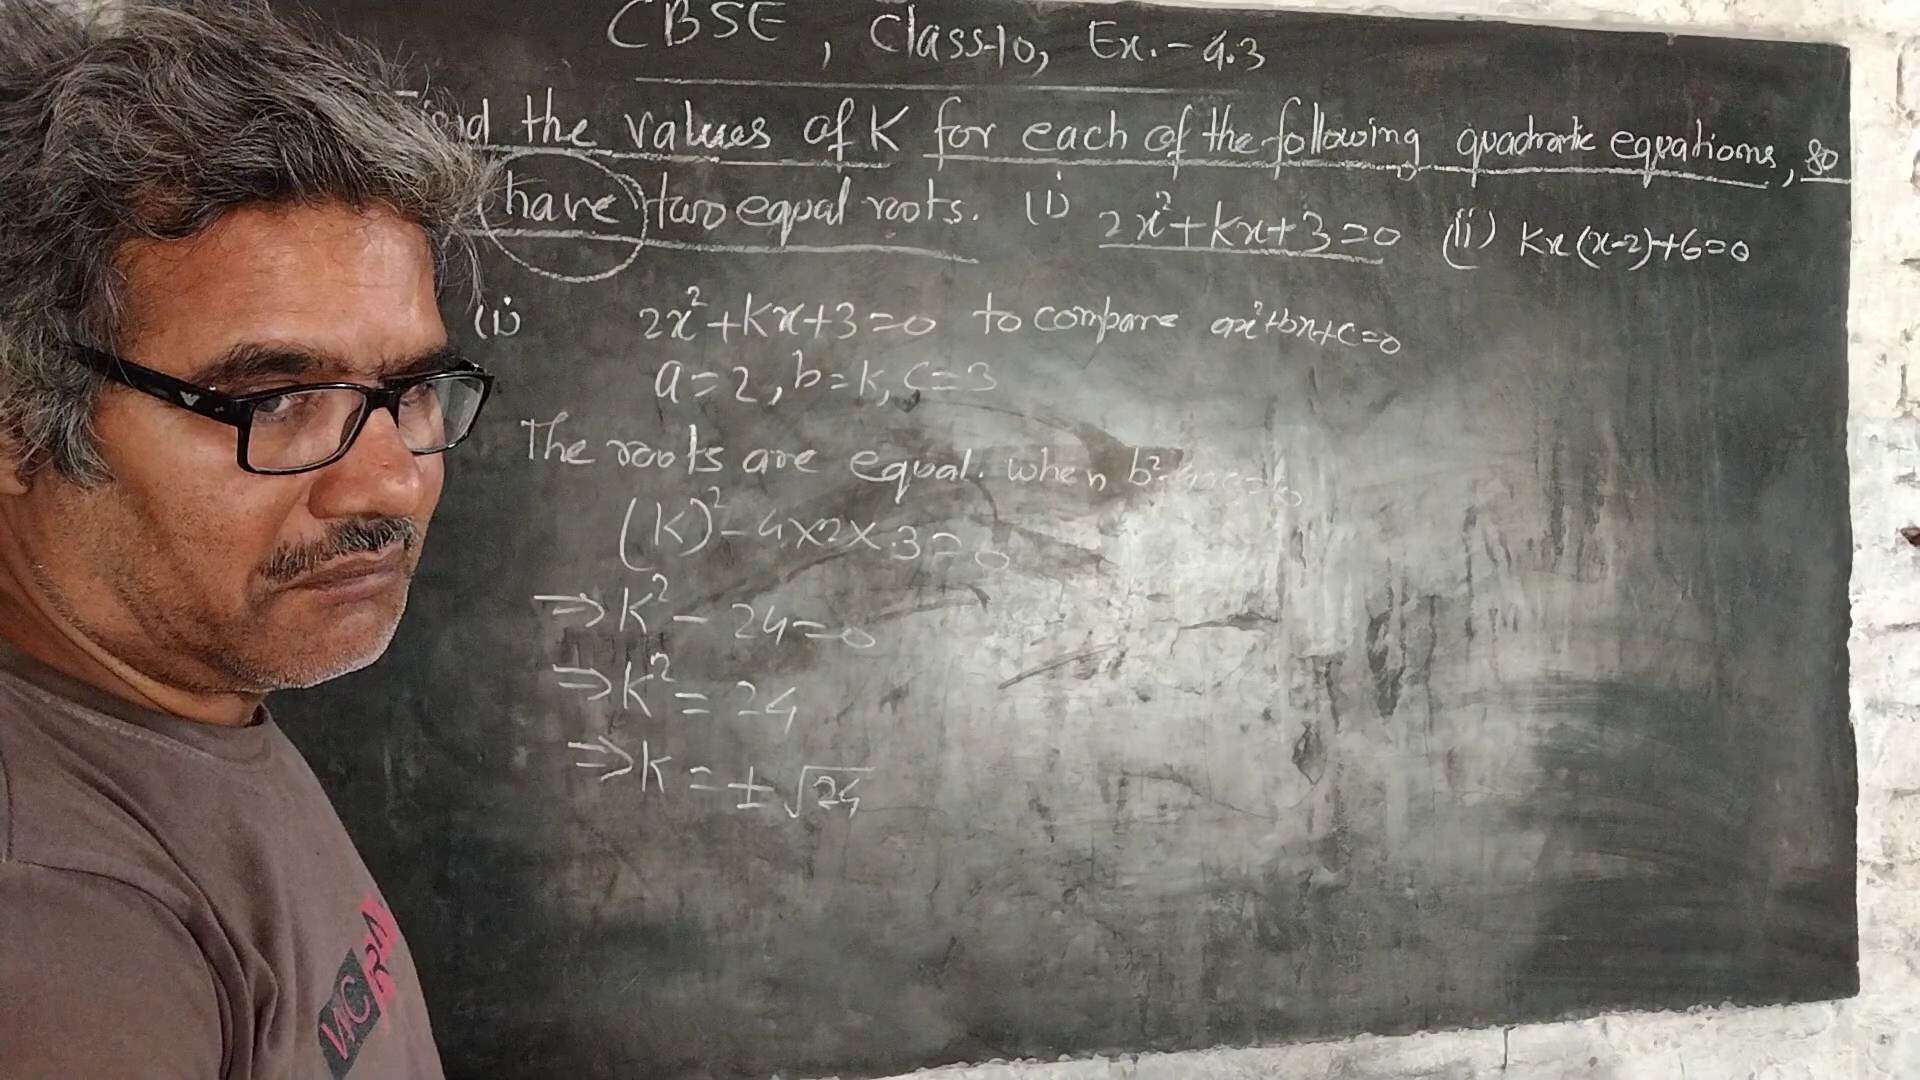 CBSE, Class-10, Ex.-4.3
Find the values of K for each of the following quadratic equations, so
have two equal roots. (i) 2x²+kx+3=0 (ii) Kx(x-2)+6=0
(i) 2x²+kx+3=0 to compare ax²+bx+c=0
a=2, b=k, c=3
The roots are equal. when b²-4ac=0
(K)²-4×2×3=0
⇒K²-24=0
⇒K²=24
⇒K=±√24